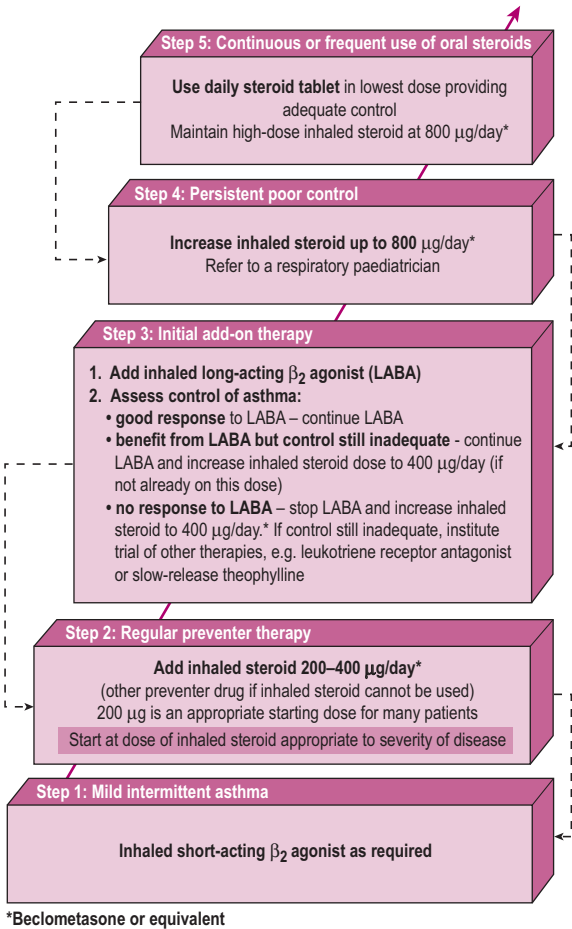 Step 5: Continuous or frequent use of oral steroids
Use daily steroid tablet in lowest dose providing
adequate control
Maintain high-dose inhaled steroid at 800 μg/day*
Step 4: Persistent poor control
Increase inhaled steroid up to 800 μg/day*
Refer to a respiratory paediatrician
Step 3: Initial add-on therapy
1. Add inhaled long-acting β₂ agonist (LABA)
2. Assess control of asthma:
• good response to LABA – continue LABA
• benefit from LABA but control still inadequate - continue
LABA and increase inhaled steroid dose to 400 μg/day (if
not already on this dose)
• no response to LABA – stop LABA and increase inhaled
steroid to 400 μg/day.* If control still inadequate, institute
trial of other therapies, e.g. leukotriene receptor antagonist
or slow-release theophylline
Step 2: Regular preventer therapy
Add inhaled steroid 200–400 μg/day*
(other preventer drug if inhaled steroid cannot be used)
200 μg is an appropriate starting dose for many patients
Start at dose of inhaled steroid appropriate to severity of disease
Step 1: Mild intermittent asthma
Inhaled short-acting β₂ agonist as required
*Beclometasone or equivalent